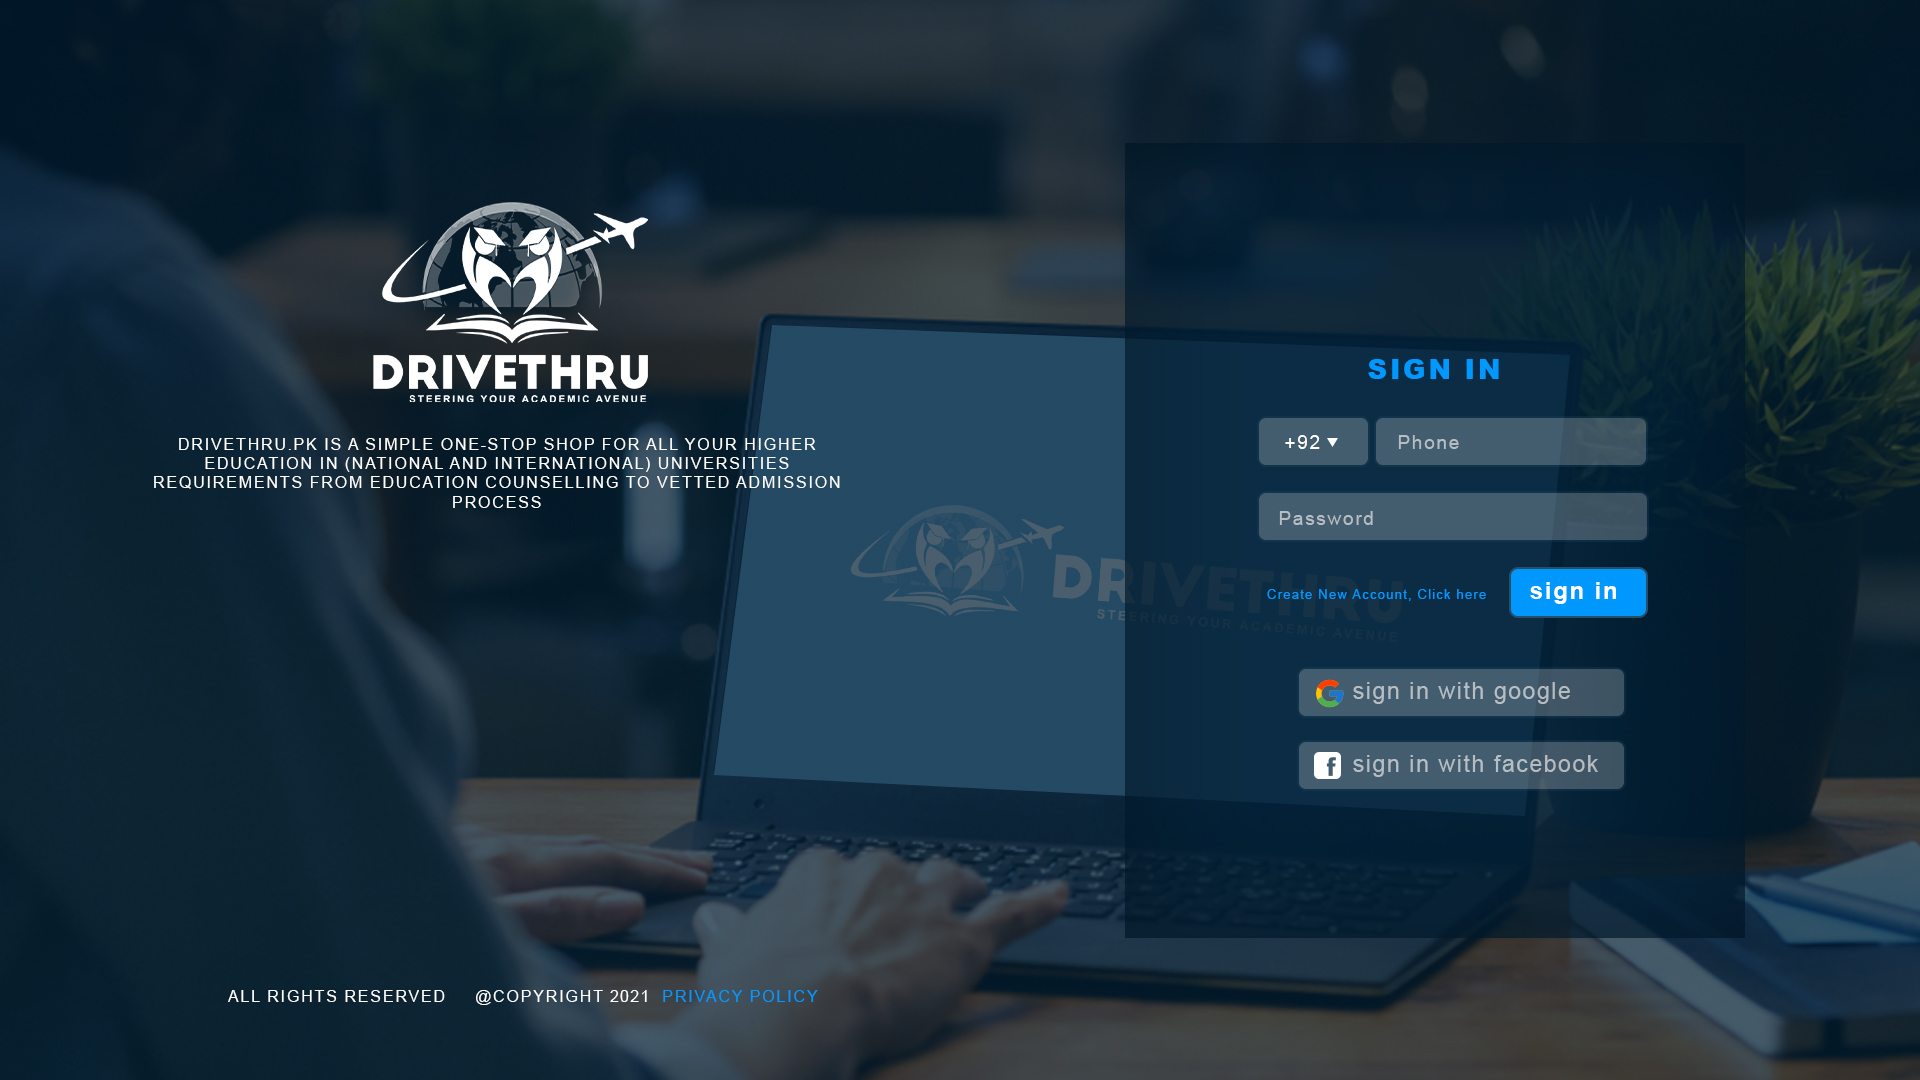 DRIVETHRU
STEERING YOUR ACADEMIC AVENUE
DRIVETHRU.PK IS A SIMPLE ONE-STOP SHOP FOR ALL YOUR HIGHER
EDUCATION IN (NATIONAL AND INTERNATIONAL) UNIVERSITIES
REQUIREMENTS FROM EDUCATION COUNSELLING TO VETTED ADMISSION
PROCESS
SIGN IN
+92 Phone
Password
Create New Account, Click here sign in
sign in with google
sign in with facebook
DRIVETHRU
STEERING YOUR ACADEMIC AVENUE
ALL RIGHTS RESERVED @COPYRIGHT 2021 PRIVACY POLICY